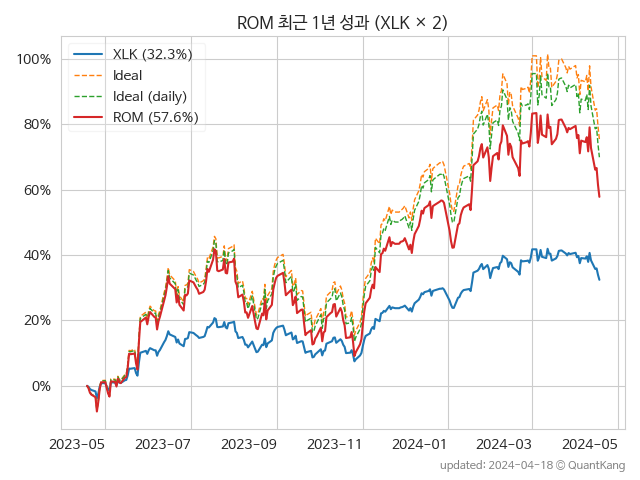 ROM 최근 1년 성과 (XLK × 2)
XLK (32.3%)
Ideal
Ideal (daily)
ROM (57.6%)
100%
80%
60%
40%
20%
0%
2023-05 2023-07 2023-09 2023-11 2024-01 2024-03 2024-05
updated: 2024-04-18 @ QuantKang